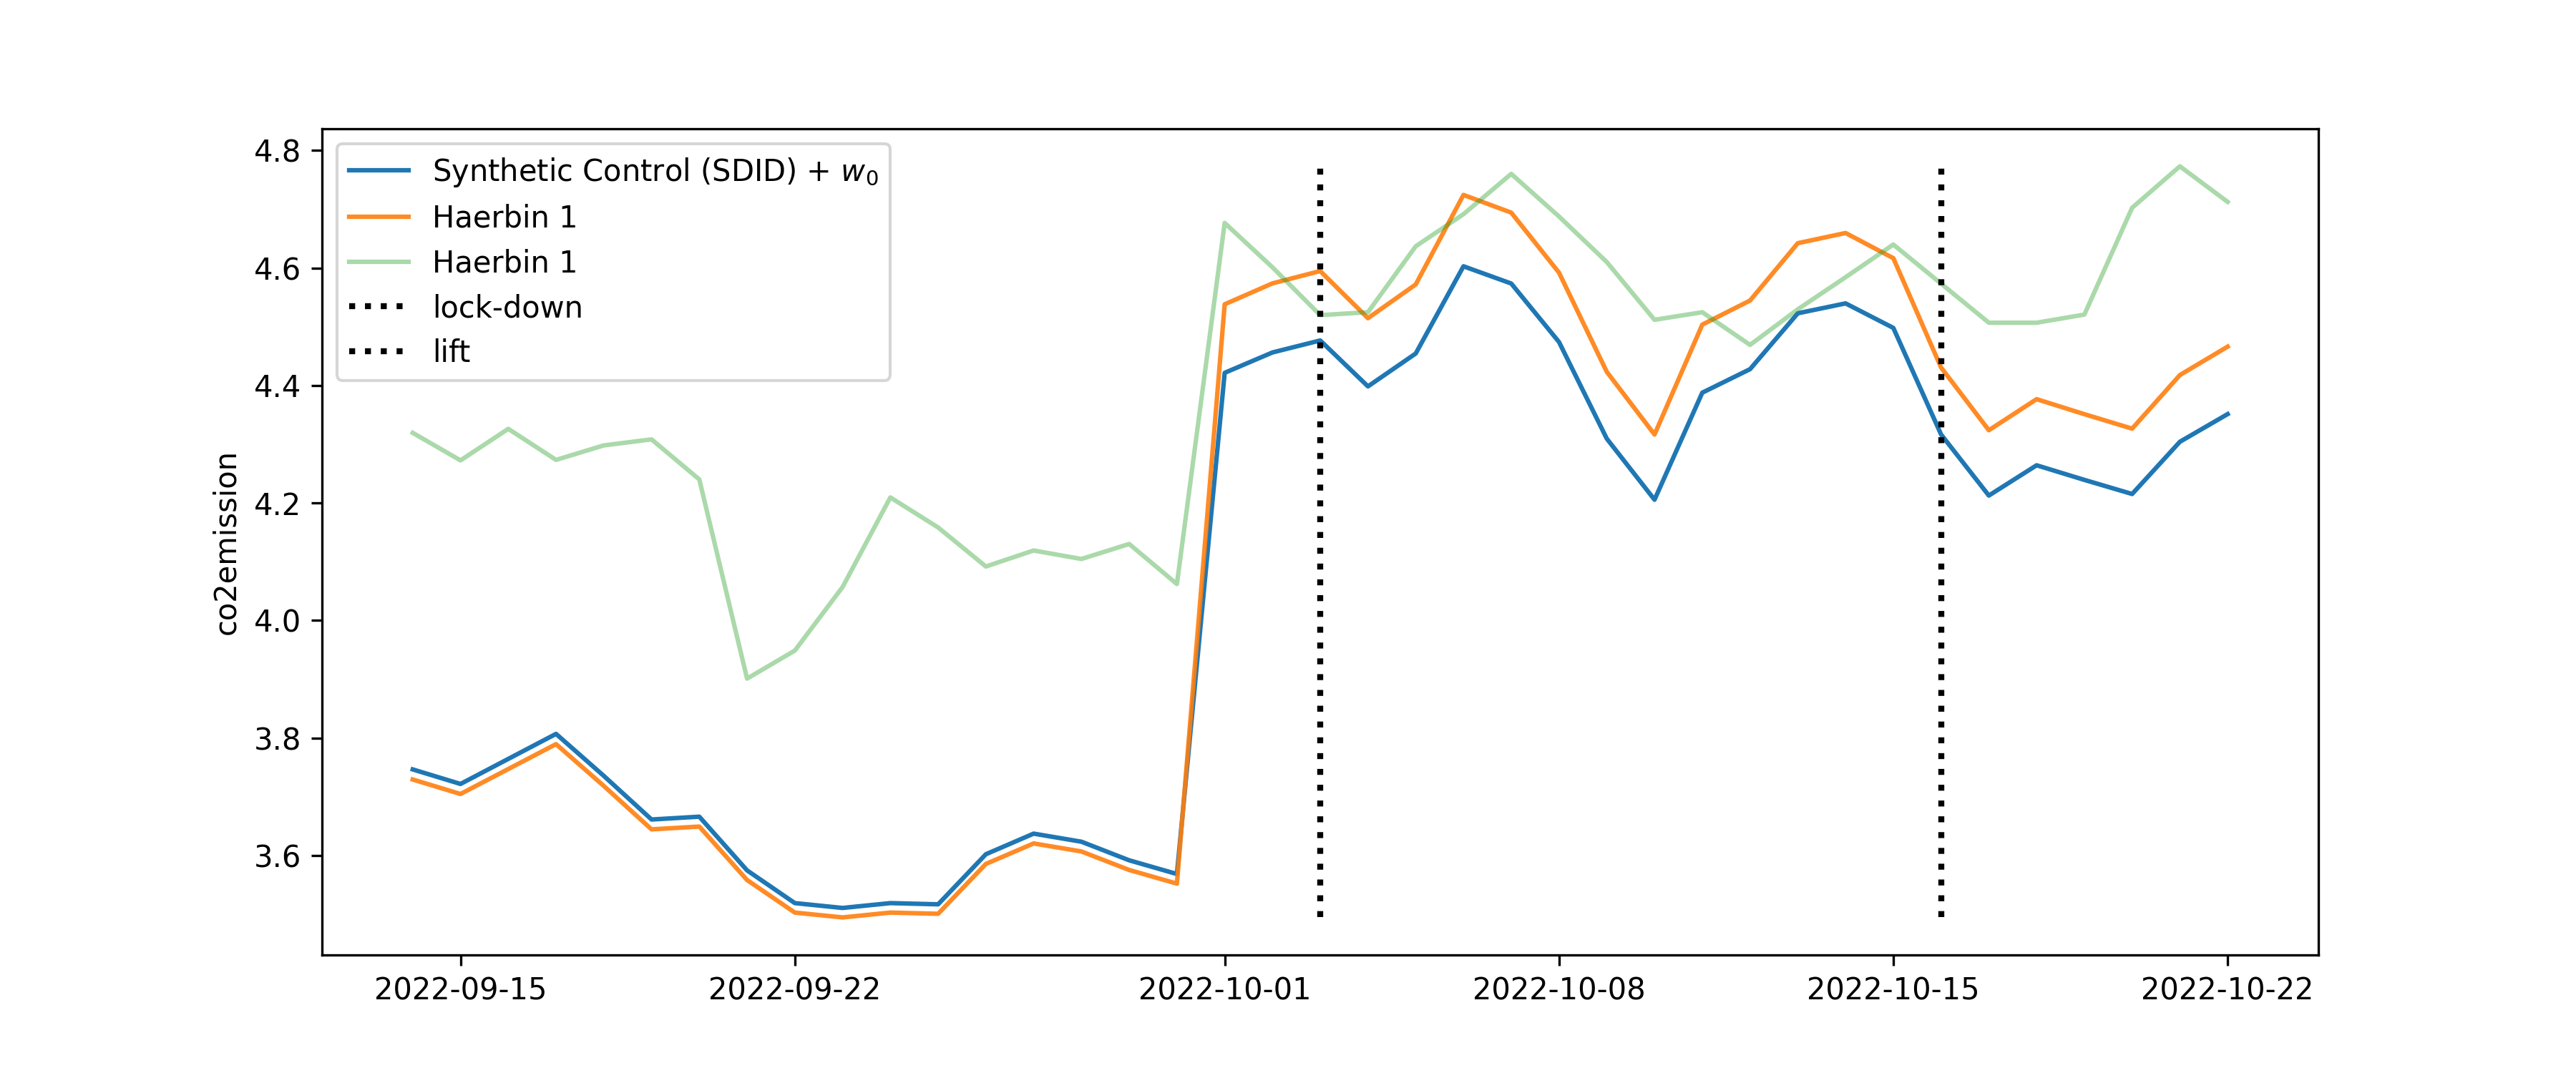 4.8
4.6
4.4
4.2
4.0
3.8
3.6
co2emission
Synthetic Control (SDID) + w₀
Haerbin 1
Haerbin 1
lock-down
lift
2022-09-15
2022-09-22
2022-10-01
2022-10-08
2022-10-15
2022-10-22